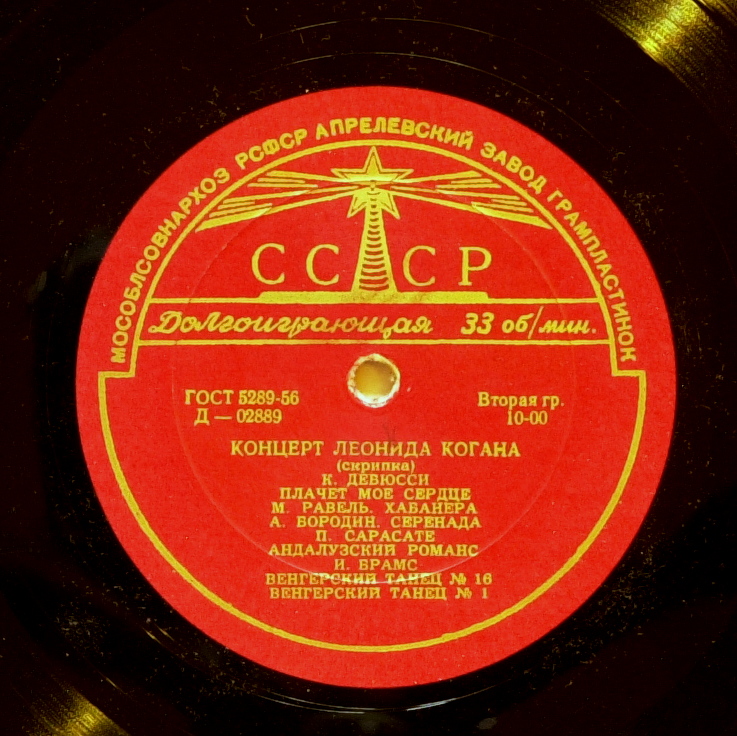 МОСОБЛСОВНАРХОЗ РСФСР АПРЕЛЕВСКИЙ ЗАВОД ГРАМПЛАСТИНОК
СССР
Долгоиграющая 33 об/мин.
ГОСТ 5289-56
Д — 02889
Вторая гр.
10-00
КОНЦЕРТ ЛЕОНИДА КОГАНА
(скрипка)
К. ДЕБЮССИ
ПЛАЧЕТ МОЕ СЕРДЦЕ
М. РАВЕЛЬ. ХАБАНЕРА
А. БОРОДИН. СЕРЕНАДА
П. САРАСАТЕ
АНДАЛУЗСКИЙ РОМАНС
И. БРАМС
ВЕНГЕРСКИЙ ТАНЕЦ № 16
ВЕНГЕРСКИЙ ТАНЕЦ № 1